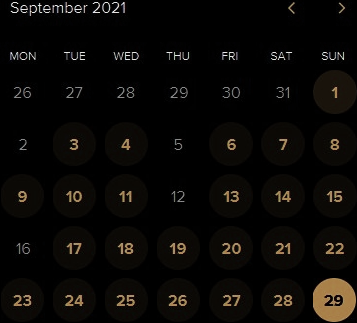 September 2021
MON TUE WED THU FRI SAT SUN
26 27 28 29 30 31 1
2 3 4 5 6 7 8
9 10 11 12 13 14 15
16 17 18 19 20 21 22
23 24 25 26 27 28 29